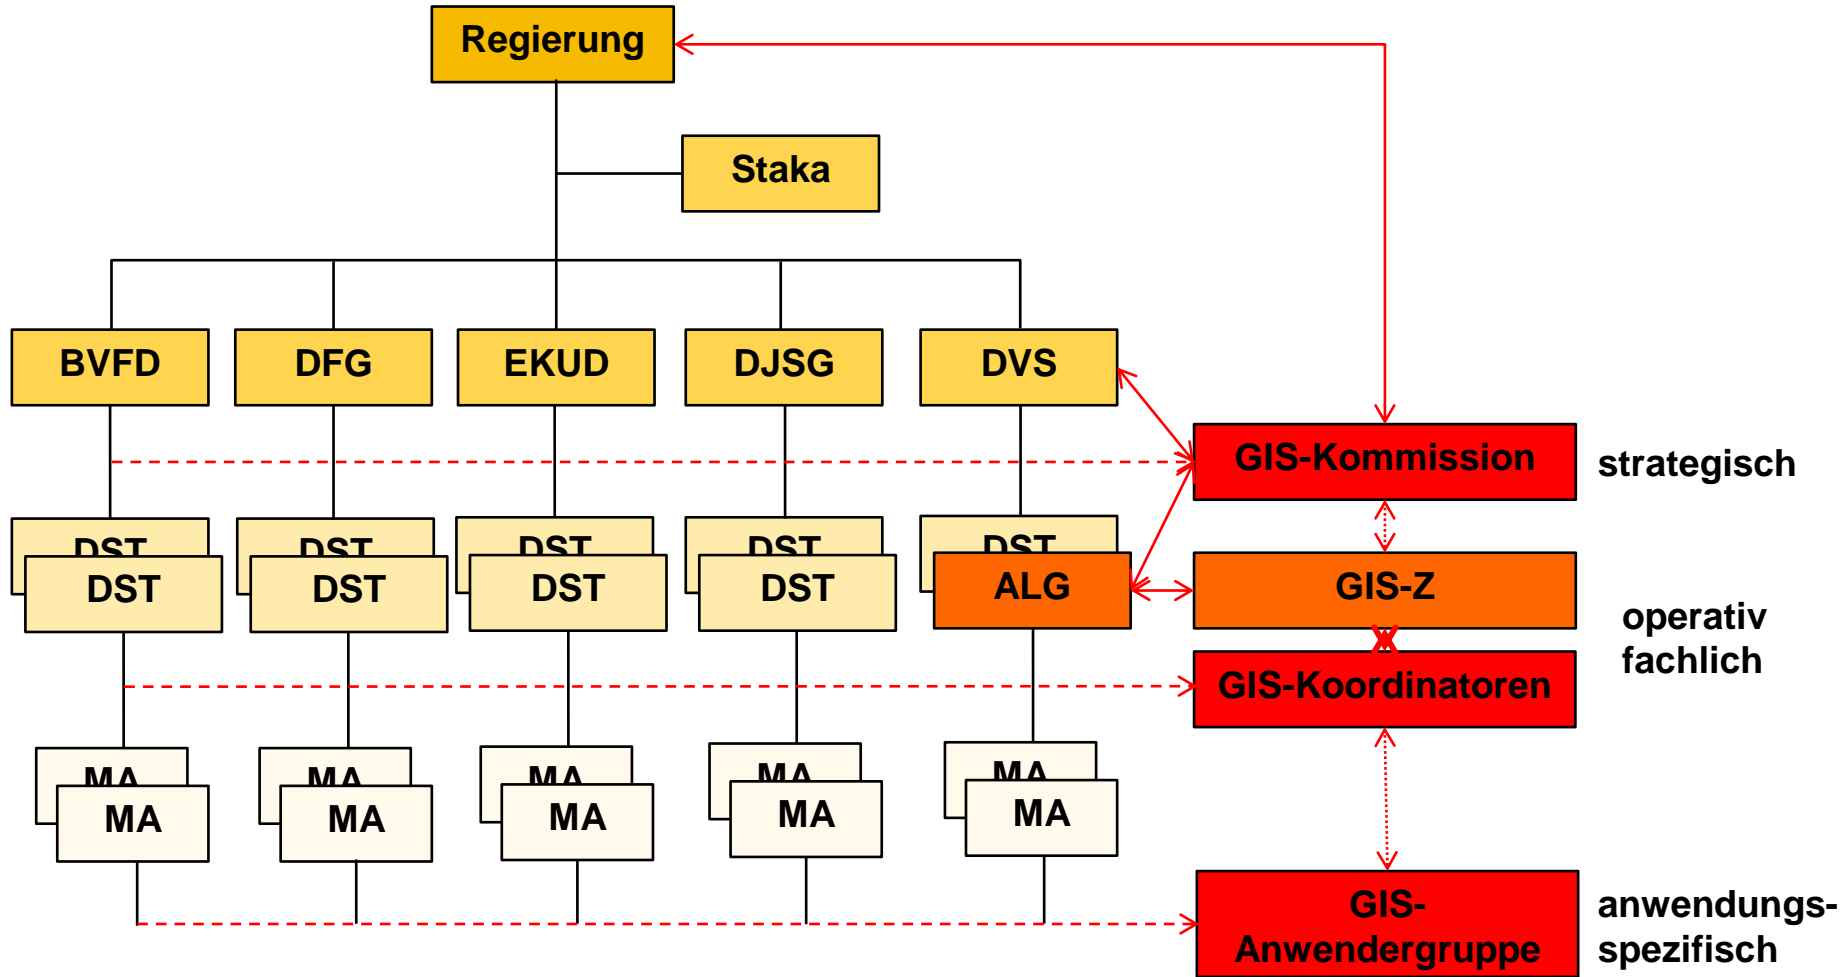 Regierung
Staka
BVFD
DFG
EKUD
DJSG
DVS
GIS-Kommission
strategisch
DST
DST
DST
DST
DST
DST
DST
DST
DST
ALG
GIS-Z
operativ
fachlich
GIS-Koordinatoren
MA
MA
MA
MA
MA
MA
MA
MA
MA
MA
GIS-
Anwendergruppe
anwendungs-
spezifisch